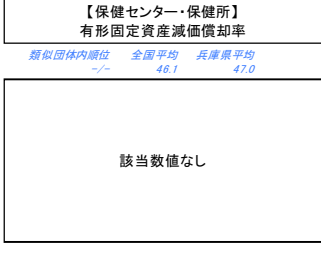 【保健センター・保健所】
有形固定資産減価償却率
類似団体内順位 全国平均 兵庫県平均
-/- 46.1 47.0
該当数値なし